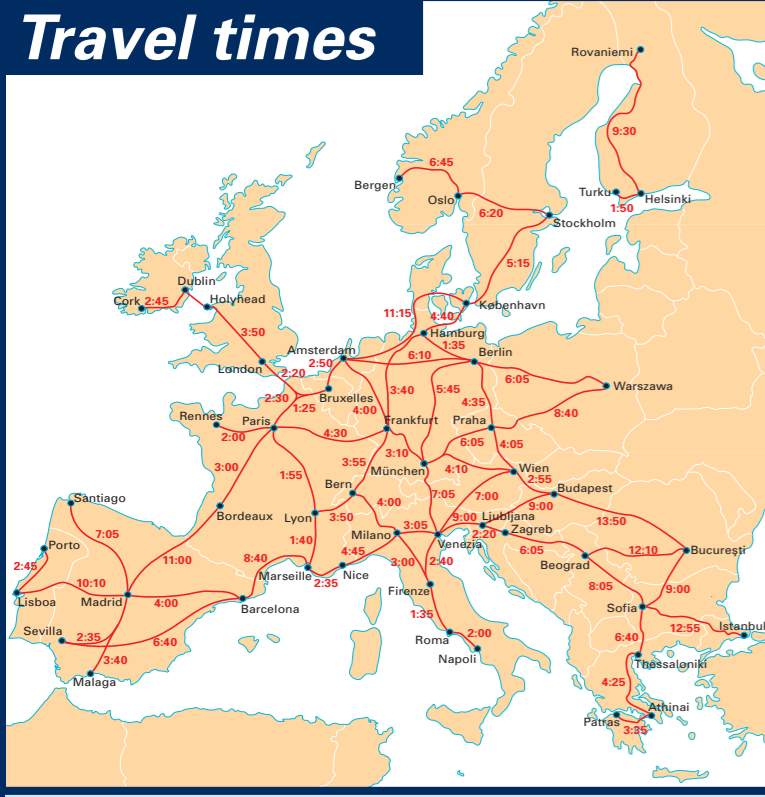 Travel times
Rovaniemi
9:30
6:45
Bergen
Turku
Helsinki
Oslo
1:50
6:20
Stockholm
5:15
Dublin
Cork
2:45
Holyhead
København
11:15
4:40
3:50
Hamburg
1:35
Amsterdam
Berlin
6:10
London
2:50
2:20
6:05
Warszawa
5:45
3:40
2:30
Bruxelles
1:25
4:00
4:35
8:40
Rennes
Paris
Frankfurt
Praha
2:00
4:30
6:05
4:05
3:10
3:00
3:55
München
4:10
Wien
1:55
2:55
Bern
Budapest
7:05
7:00
Santiago
4:00
9:00
Bordeaux
Lyon
3:50
9:00
Ljubljana
13:50
3:05
Zagreb
7:05
1:40
Milano
2:20
Porto
Venezia
4:45
6:05
12:10
Bucureşti
11:00
8:40
3:00
2:40
Beograd
2:45
Marseille
Nice
10:10
2:35
8:05
9:00
Firenze
Lisboa
Madrid
4:00
Barcelona
1:35
Sofia
12:55
Istanbul
Sevilla
2:35
6:40
Roma
2:00
6:40
3:40
Napoli
Thessaloniki
Malaga
4:25
Athinai
Patras
3:35